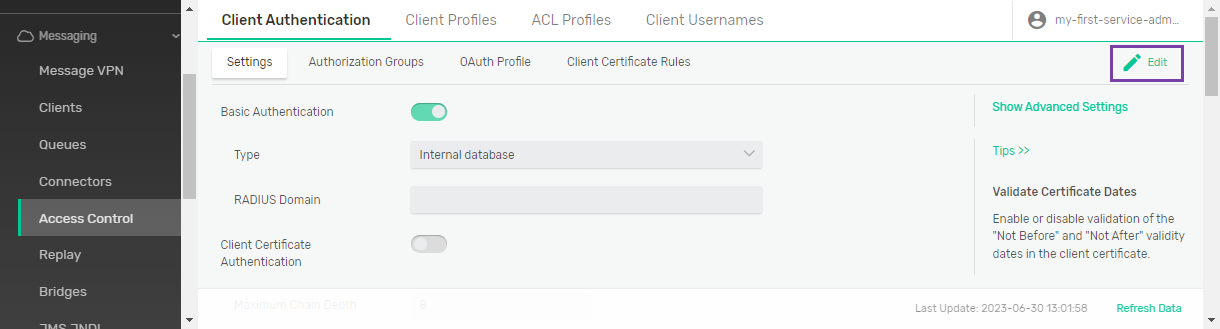 Messaging
Message VPN
Clients
Queues
Connectors
Access Control
Replay
Bridges
JMS JNDI
Client Authentication
Client Profiles
ACL Profiles
Client Usernames
my-first-service-adm...
Settings
Authorization Groups
OAuth Profile
Client Certificate Rules
Edit
Basic Authentication
Type
Internal database
RADIUS Domain
Client Certificate
Authentication
Maximum Chain Depth
8
Show Advanced Settings
Tips >>
Validate Certificate Dates
Enable or disable validation of the
"Not Before" and "Not After" validity
dates in the client certificate.
Last Update: 2023-06-30 13:01:58
Refresh Data